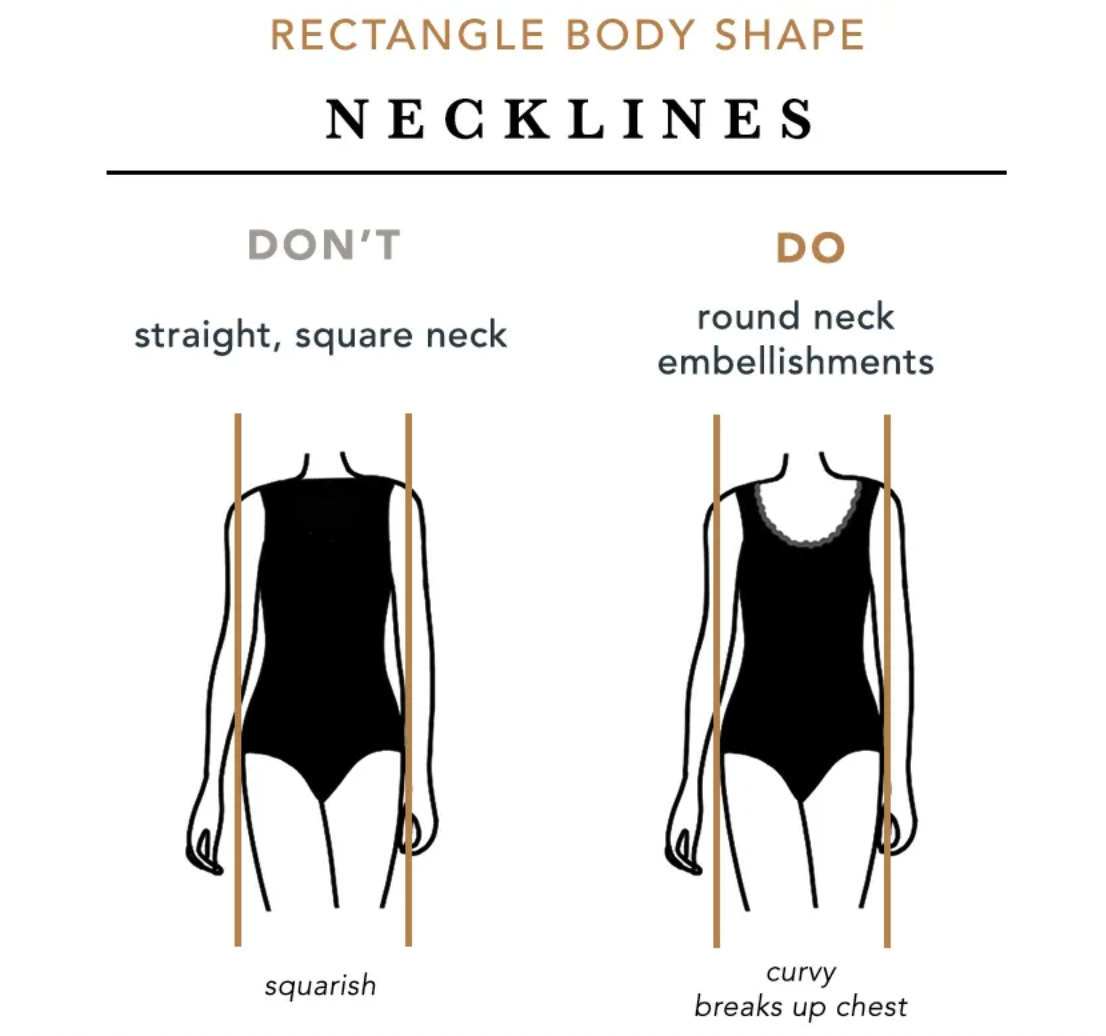 RECTANGLE BODY SHAPE
NECKLINES
DON'T
straight, square neck
squarish
DO
round neck
embellishments
curvy
breaks up chest